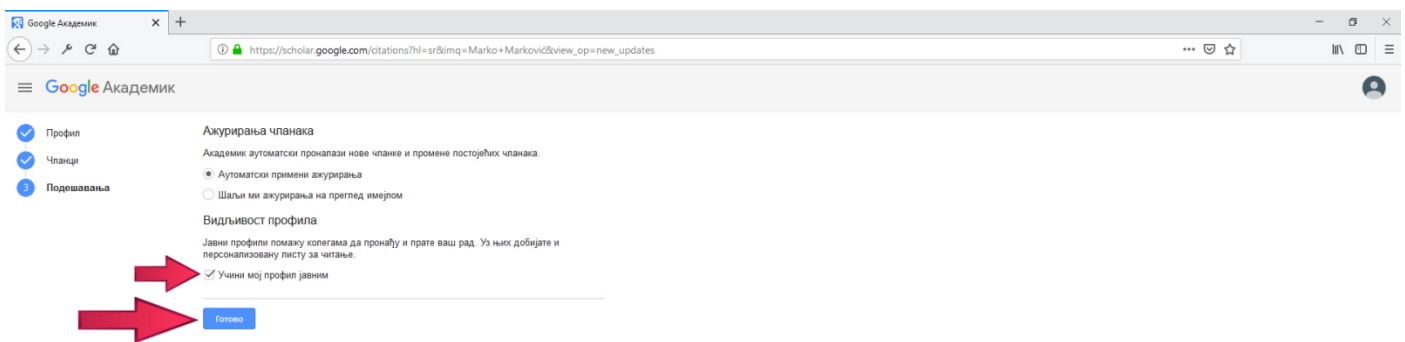 Google Академик
https://scholar.google.com/citations?hl=sr&imq=Marko+Marković&view_op=new_updates
Google Академик
Профил
Чланци
3 Подешавања
Ажурирања чланака
Академик аутоматски проналази нове чланке и промене постојећих чланака.
Аутоматски примени ажурирања
Шаљи ми ажурирања на преглед имејлом
Видљивост профила
Јавни профили помажу колегама да пронађу и прате ваш рад. Уз њих добијате и
персонализовану листу за читање.
Учини мој профил јавним
Готово